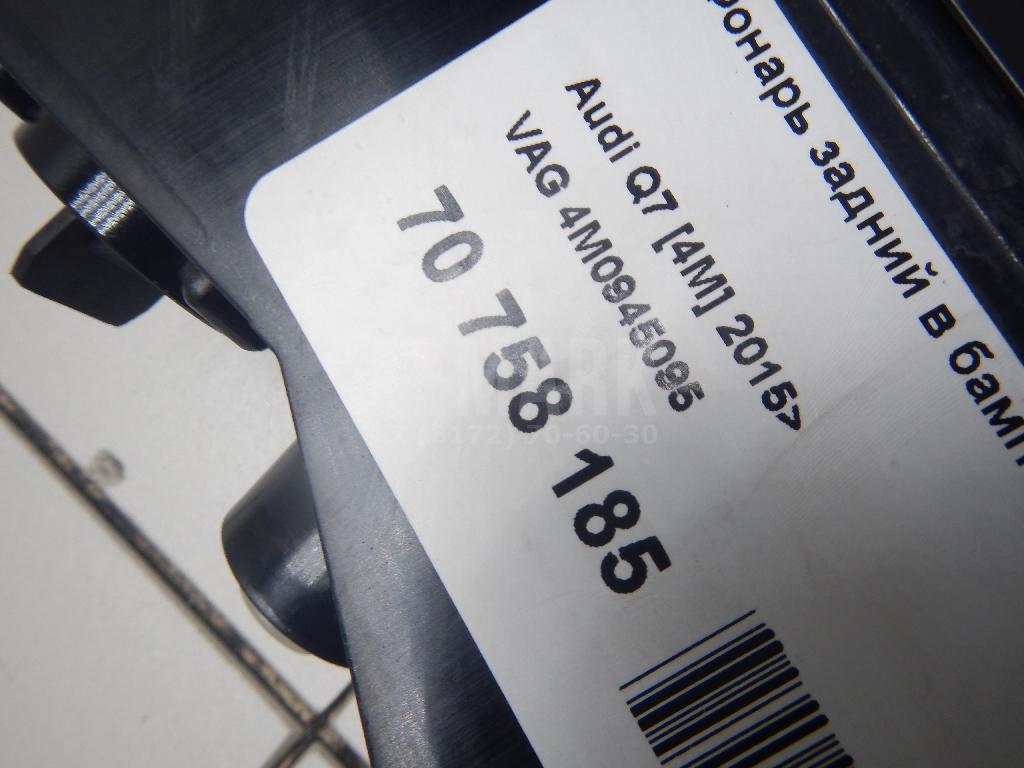 фонарь задний в бамп
Audi Q7 [4M] 2015>
VAG 4M0945095
70 758 185